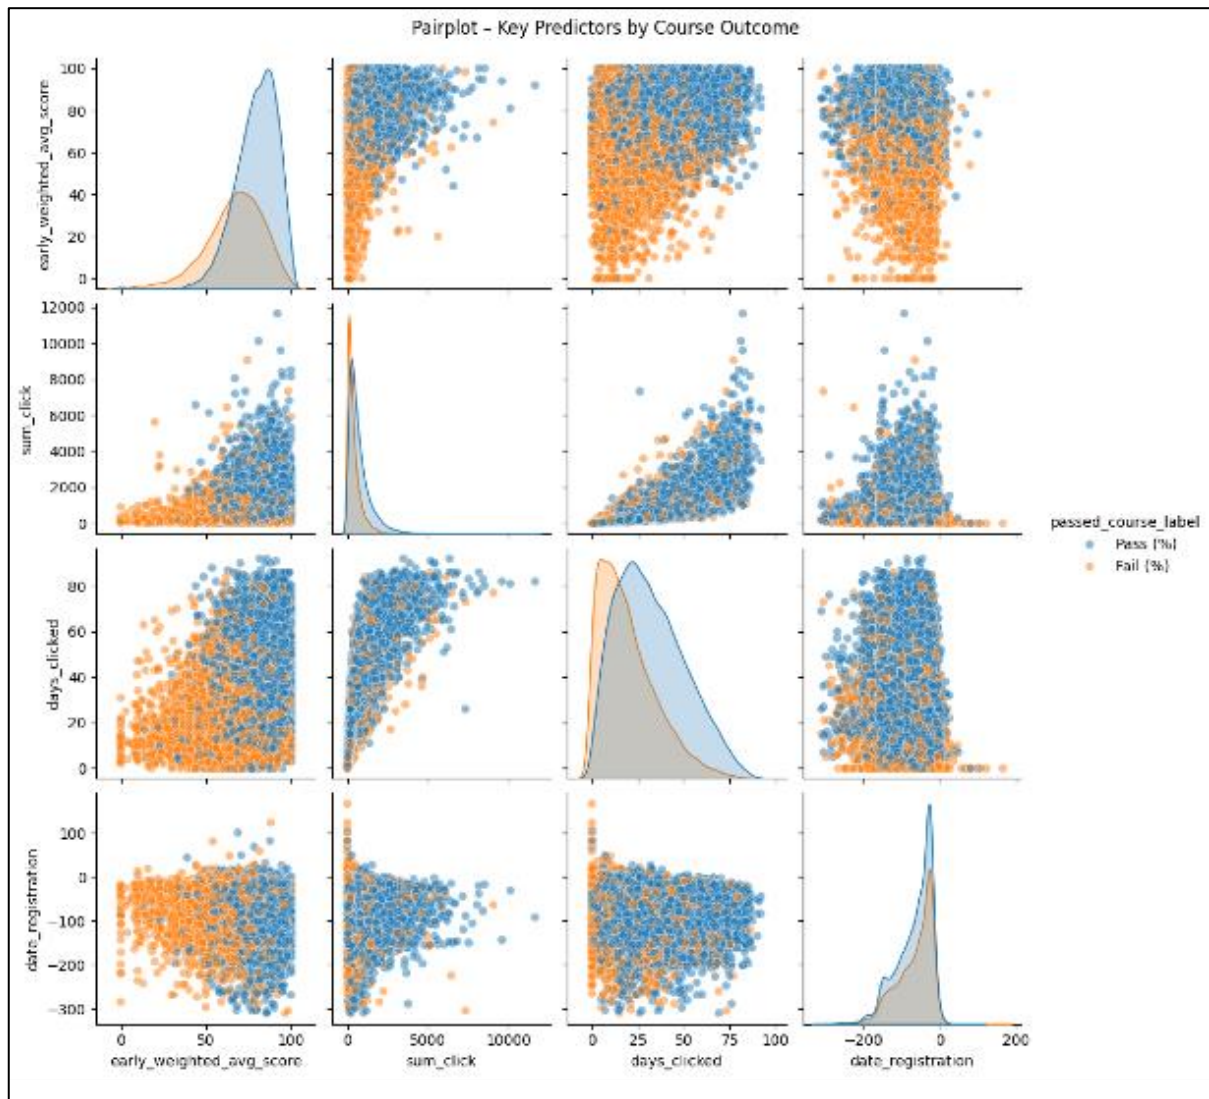 Pairplot – Key Predictors by Course Outcome
early_weighted_avg_score
100
80
60
40
20
0
sum_click
12000
10000
8000
6000
4000
2000
0
days_clicked
80
60
40
20
0
date_registration
100
0
−100
−200
−300
0 50 100
early_weighted_avg_score
0 5000 10000
sum_click
0 25 50 75 100
days_clicked
−200 0 200
date_registration
passed_course_label
Pass (%)
Fail (%)